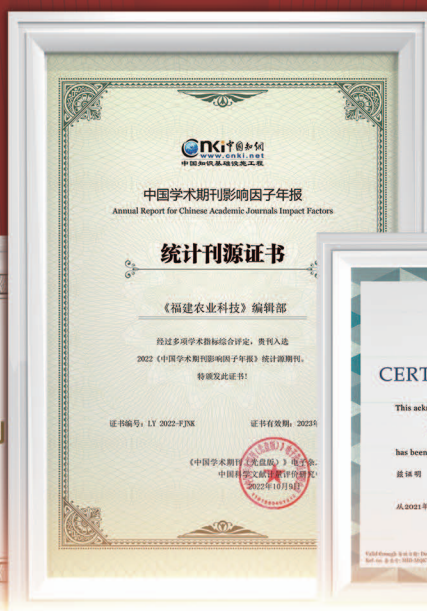 cnki 中国知网
www.cnki.net
中国知识基础设施工程
中国学术期刊影响因子年报
Annual Report for Chinese Academic Journals Impact Factors
统计刊源证书
《福建农业科技》编辑部
经过多项学术指标综合评定，贵刊入选
2022《中国学术期刊影响因子年报》统计源期刊。
特颁发此证书！
证书编号：LY 2022-FJNK
证书有效期：2023年
《中国学术期刊（光盘版）》电子杂
中国科学文献计量评价研究
2022年10月9日
CERT
This ack
has been
兹证明
从2021年